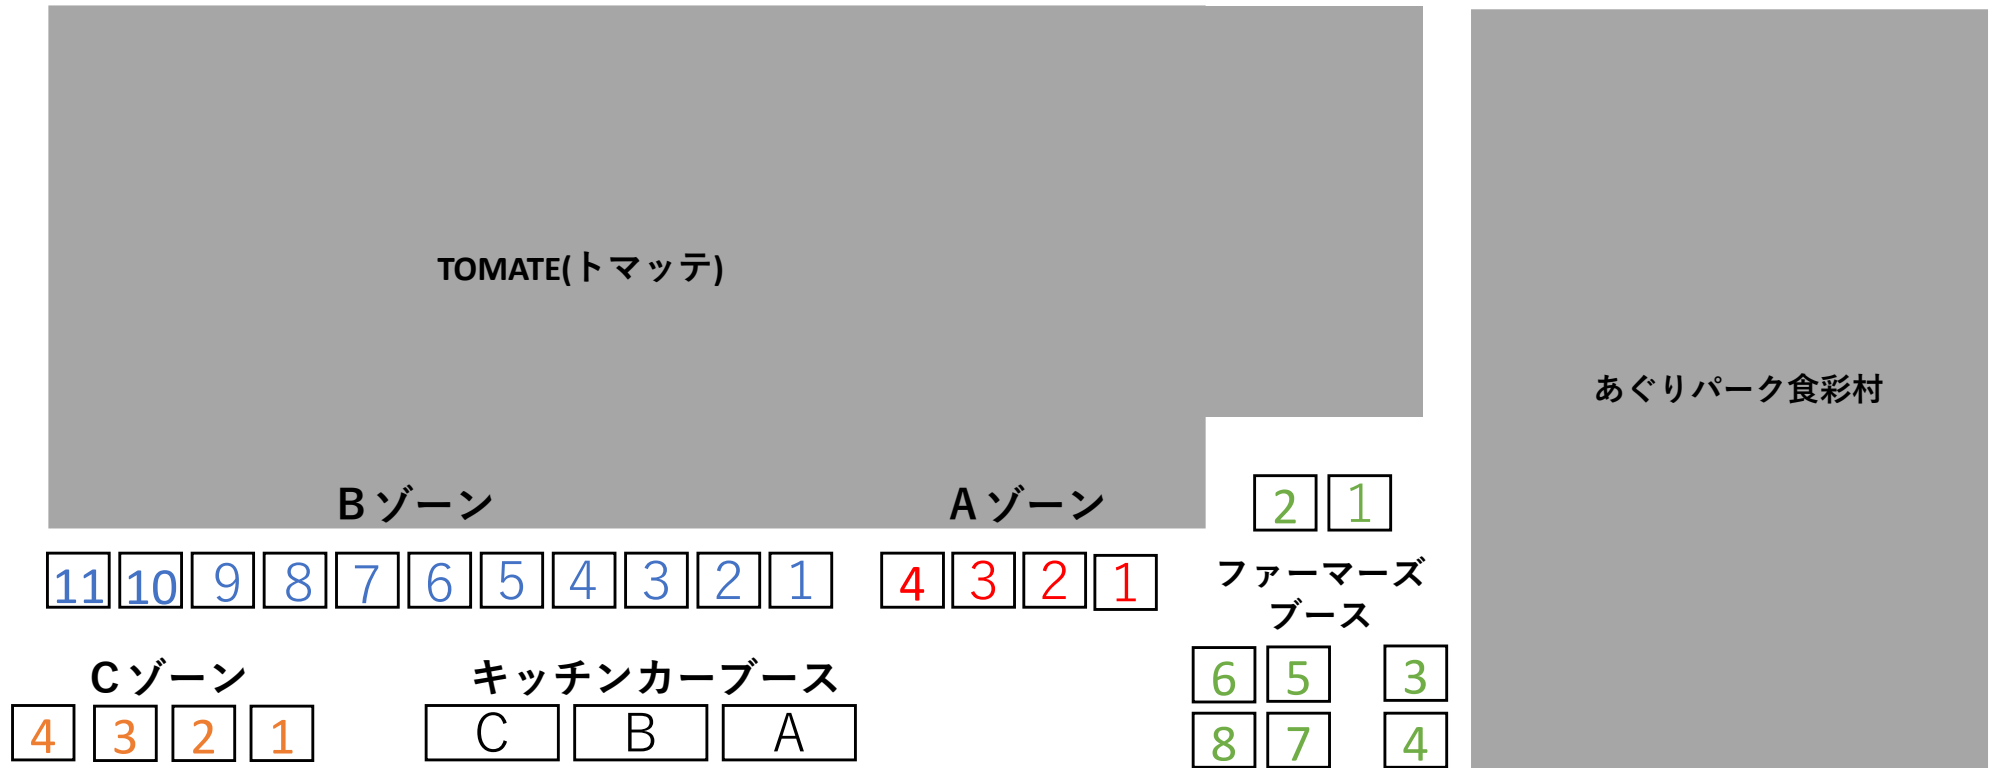 TOMATE(トマッテ)
あぐりパーク食彩村
Bゾーン
Aゾーン
2 1
11 10 9 8 7 6 5 4 3 2 1
4 3 2 1
ファーマーズ
ブース
Cゾーン
キッチンカーブース
6 5 3
4 3 2 1
C B A
8 7 4